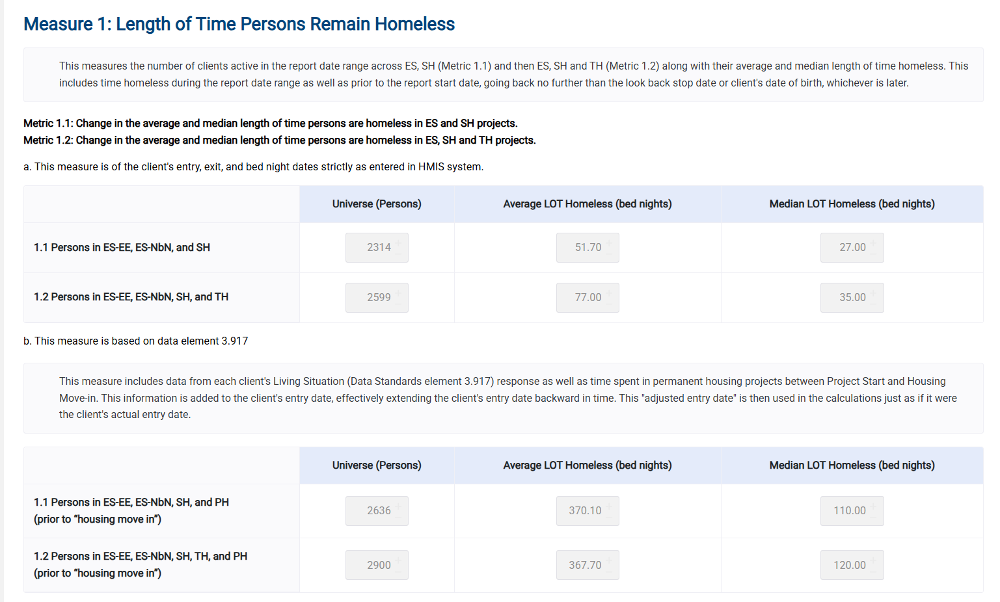 Measure 1: Length of Time Persons Remain Homeless
This measures the number of clients active in the report date range across ES, SH (Metric 1.1) and then ES, SH and TH (Metric 1.2) along with their average and median length of time homeless. This
includes time homeless during the report date range as well as prior to the report start date, going back no further than the look back stop date or client's date of birth, whichever is later.
Metric 1.1: Change in the average and median length of time persons are homeless in ES and SH projects.
Metric 1.2: Change in the average and median length of time persons are homeless in ES, SH and TH projects.
a. This measure is of the client's entry, exit, and bed night dates strictly as entered in HMIS system.
Universe (Persons) Average LOT Homeless (bed nights) Median LOT Homeless (bed nights)
1.1 Persons in ES-EE, ES-NbN, and SH 2314 51.70 27.00
1.2 Persons in ES-EE, ES-NbN, SH, and TH 2599 77.00 35.00
b. This measure is based on data element 3.917
This measure includes data from each client's Living Situation (Data Standards element 3.917) response as well as time spent in permanent housing projects between Project Start and Housing
Move-in. This information is added to the client's entry date, effectively extending the client's entry date backward in time. This "adjusted entry date" is then used in the calculations just as if it were
the client's actual entry date.
Universe (Persons) Average LOT Homeless (bed nights) Median LOT Homeless (bed nights)
1.1 Persons in ES-EE, ES-NbN, SH, and PH
(prior to “housing move in”) 2636 370.10 110.00
1.2 Persons in ES-EE, ES-NbN, SH, TH, and PH
(prior to “housing move in”) 2900 367.70 120.00